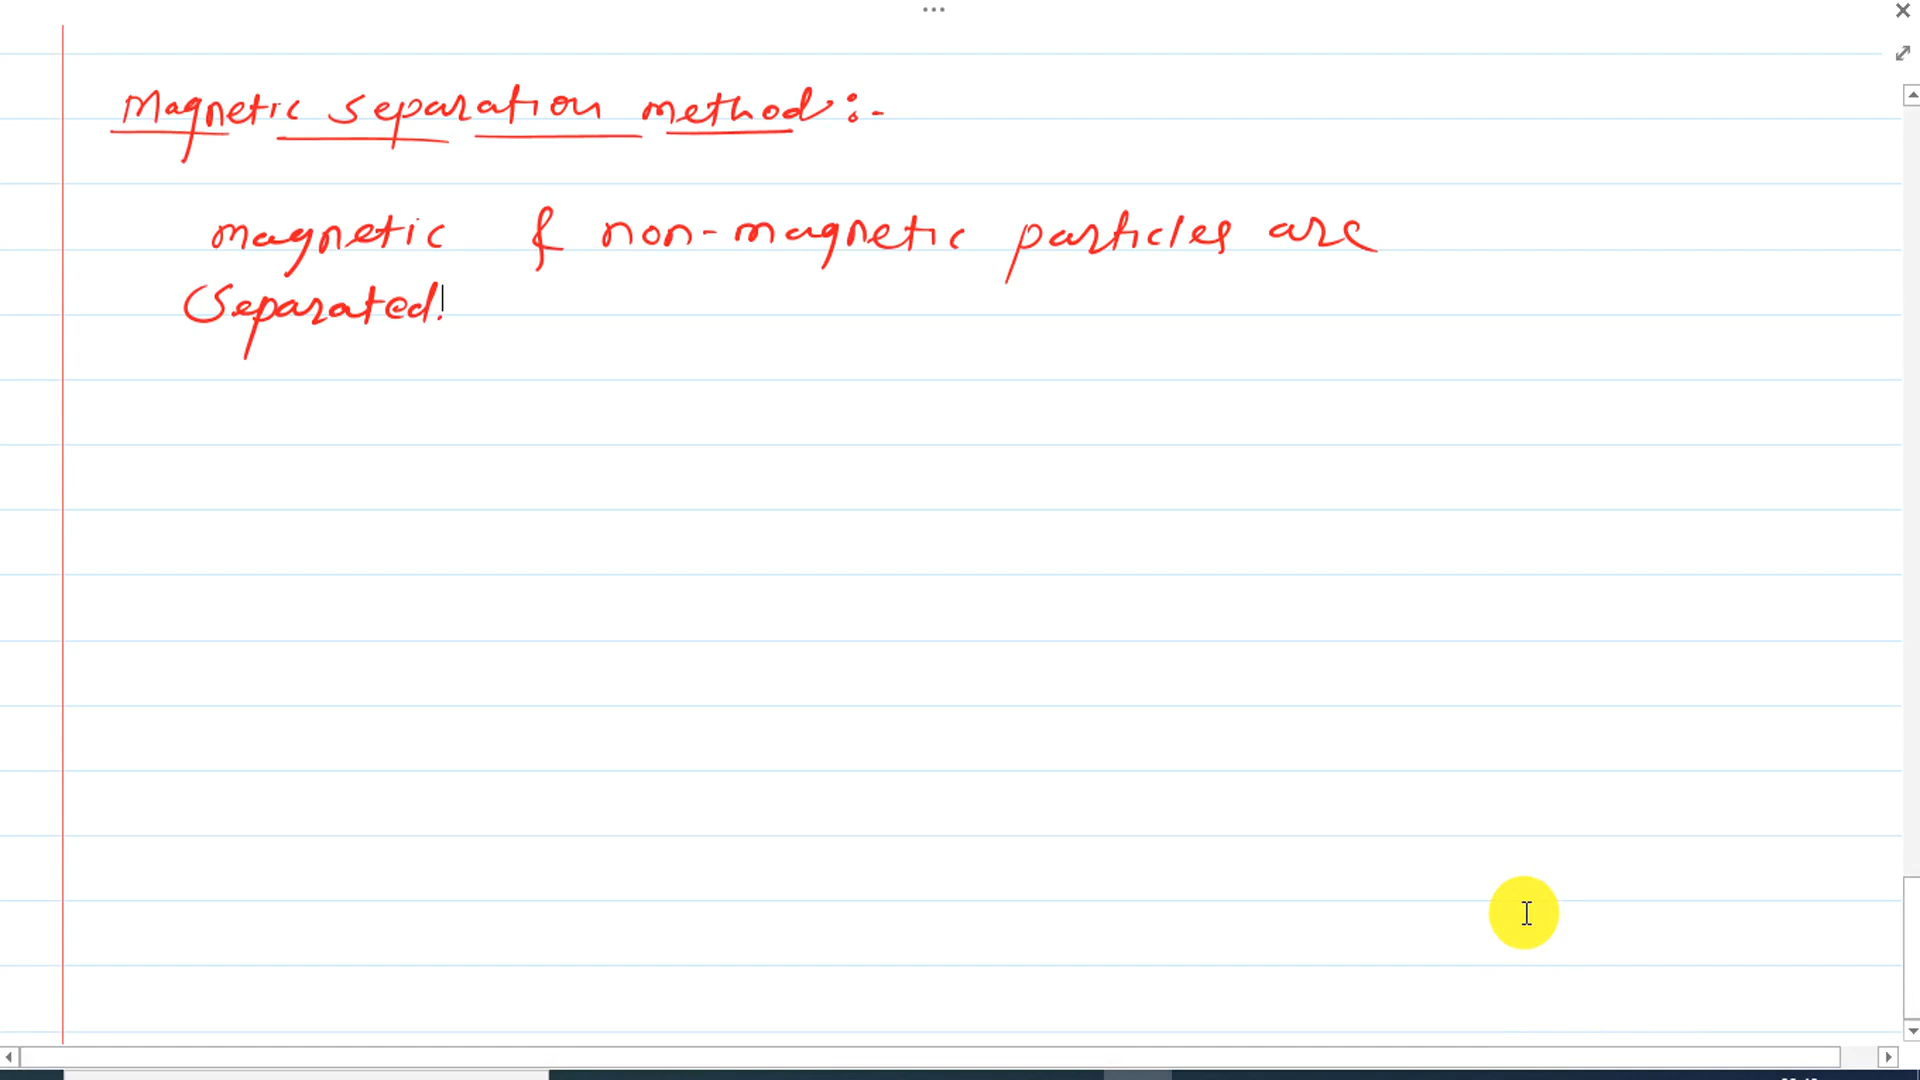 Magnetic separation method:-
magnetic & non-magnetic particles are
separated.